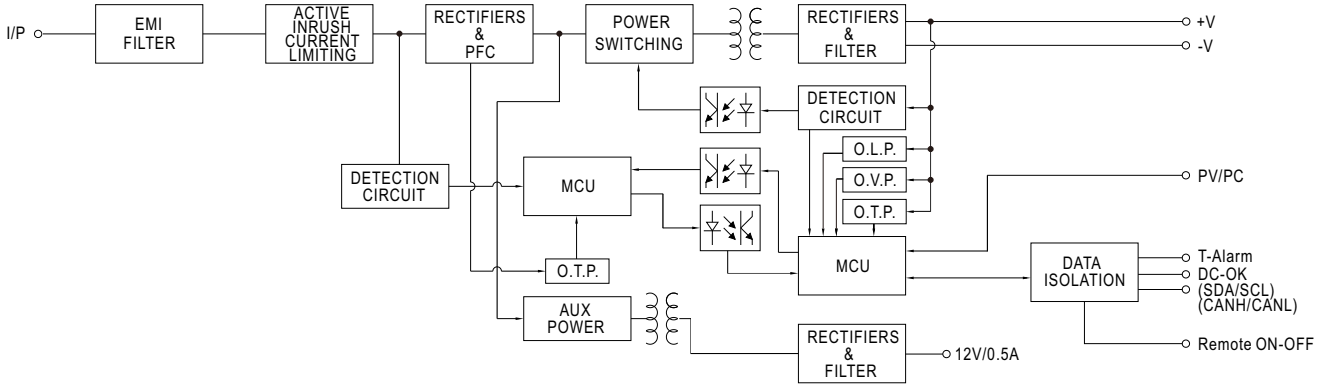 I/P
EMI
FILTER
ACTIVE
INRUSH
CURRENT
LIMITING
RECTIFIERS
&
PFC
POWER
SWITCHING
RECTIFIERS
&
FILTER
+V
-V
DETECTION
CIRCUIT
O.L.P.
O.V.P.
O.T.P.
DETECTION
CIRCUIT
MCU
PV/PC
O.T.P.
MCU
DATA
ISOLATION
T-Alarm
DC-OK
(SDA/SCL)
(CANH/CANL)
AUX
POWER
RECTIFIERS
&
FILTER
12V/0.5A
Remote ON-OFF